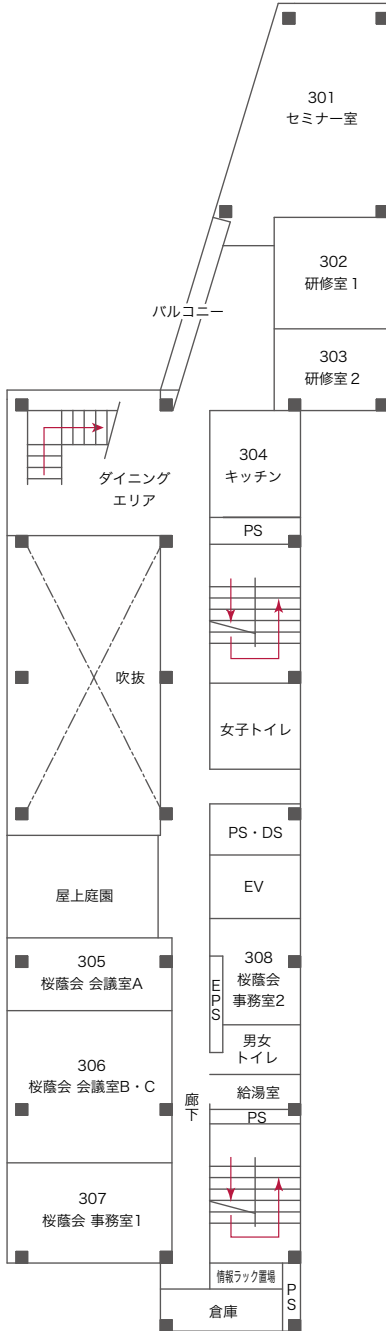 301
セミナー室
302
研修室1
バルコニー
303
研修室2
304
キッチン
ダイニング
エリア
PS
吹抜
女子トイレ
PS・DS
EV
屋上庭園
305
桜蔭会 会議室A
308
桜蔭会
事務室2
EPS
306
桜蔭会 会議室B・C
男女
トイレ
給湯室
廊下
PS
307
桜蔭会 事務室1
情報ラック置場
PS
倉庫